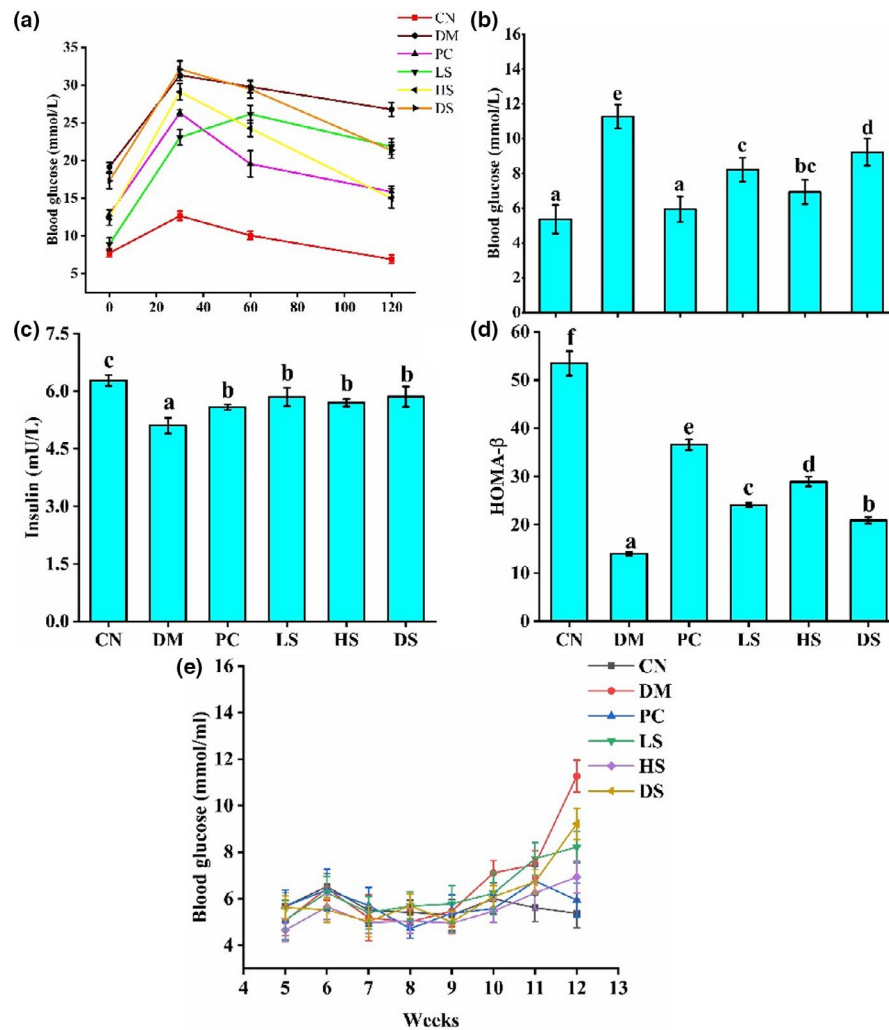 (a)
CN
DM
PC
LS
HS
DS
Blood glucose (mmol/L)
35
30
25
20
15
10
5
0 20 40 60 80 100 120
(b)
Blood glucose (mmol/L)
16
14
12
10
8
6
4
2
0
a e a c bc d
(c)
Insulin (mU/L)
7.5
6.0
4.5
3.0
1.5
0.0
c a b b b b
CN DM PC LS HS DS
(d)
HOMA-β
60
50
40
30
20
10
0
f a e c d b
CN DM PC LS HS DS
(e)
CN
DM
PC
LS
HS
DS
Blood glucose (mmol/ml)
16
14
12
10
8
6
4
4 5 6 7 8 9 10 11 12 13
Weeks